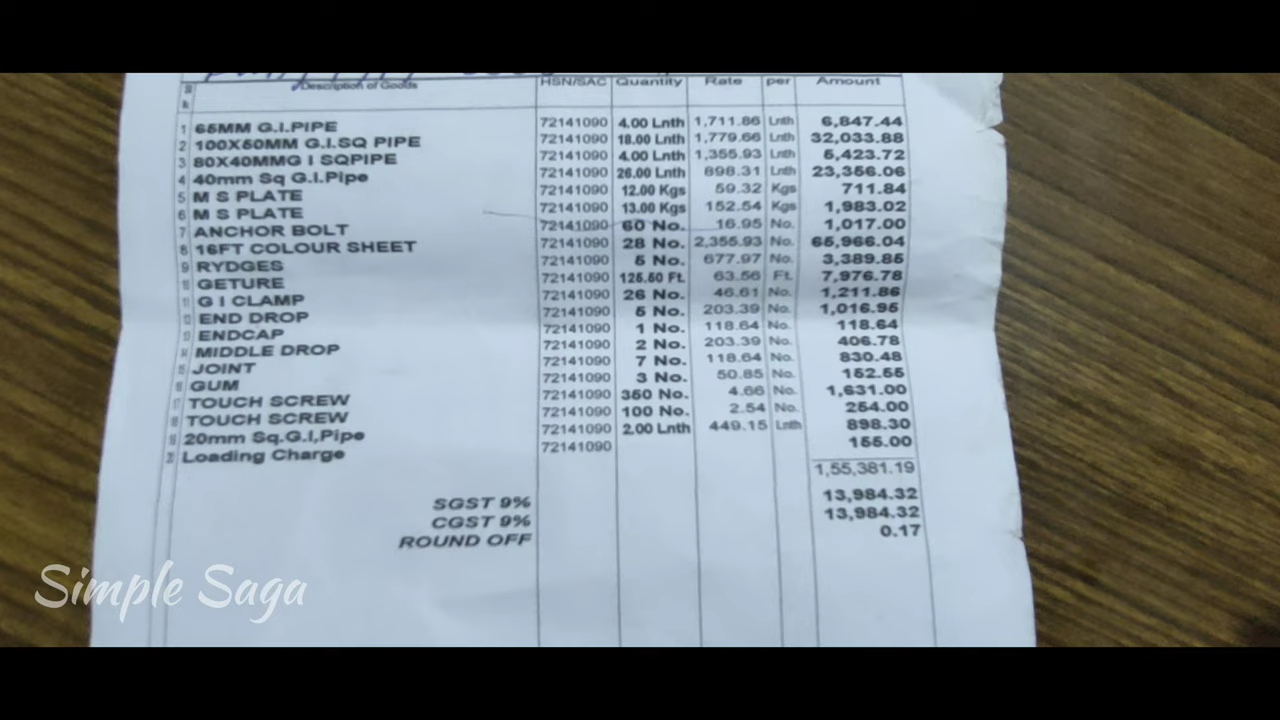 Description of Goods HSN/SAC Quantity Rate per Amount
1 65MM G.I.PIPE 72141090 4.00 Lnth 1,711.86 Lnth 6,847.44
2 100X50MM G.I.SQ PIPE 72141090 18.00 Lnth 1,779.66 Lnth 32,033.88
3 80X40MMG I SQPIPE 72141090 4.00 Lnth 1,355.93 Lnth 5,423.72
4 40mm Sq G.I.Pipe 72141090 26.00 Lnth 898.31 Lnth 23,356.06
5 M S PLATE 72141090 12.00 Kgs 59.32 Kgs 711.84
6 M S PLATE 72141090 13.00 Kgs 152.54 Kgs 1,983.02
7 ANCHOR BOLT 72141090 60 No. 16.95 No. 1,017.00
8 16FT COLOUR SHEET 72141090 28 No. 2,355.93 No. 65,966.04
9 RYDGES 72141090 5 No. 677.97 No. 3,389.85
10 GETURE 72141090 125.50 Ft. 63.56 Ft. 7,976.78
11 G I CLAMP 72141090 26 No. 46.61 No. 1,211.86
12 END DROP 72141090 5 No. 203.39 No. 1,016.95
13 ENDCAP 72141090 1 No. 118.64 No. 118.64
14 MIDDLE DROP 72141090 2 No. 203.39 No. 406.78
15 JOINT 72141090 7 No. 118.64 No. 830.48
16 GUM 72141090 3 No. 50.85 No. 152.55
17 TOUCH SCREW 72141090 350 No. 4.66 No. 1,631.00
18 TOUCH SCREW 72141090 100 No. 2.54 No. 254.00
19 20mm Sq.G.I,Pipe 72141090 2.00 Lnth 449.15 Lnth 898.30
20 Loading Charge 72141090 155.00
1,55,381.19
SGST 9% 13,984.32
CGST 9% 13,984.32
ROUND OFF 0.17
Simple Saga